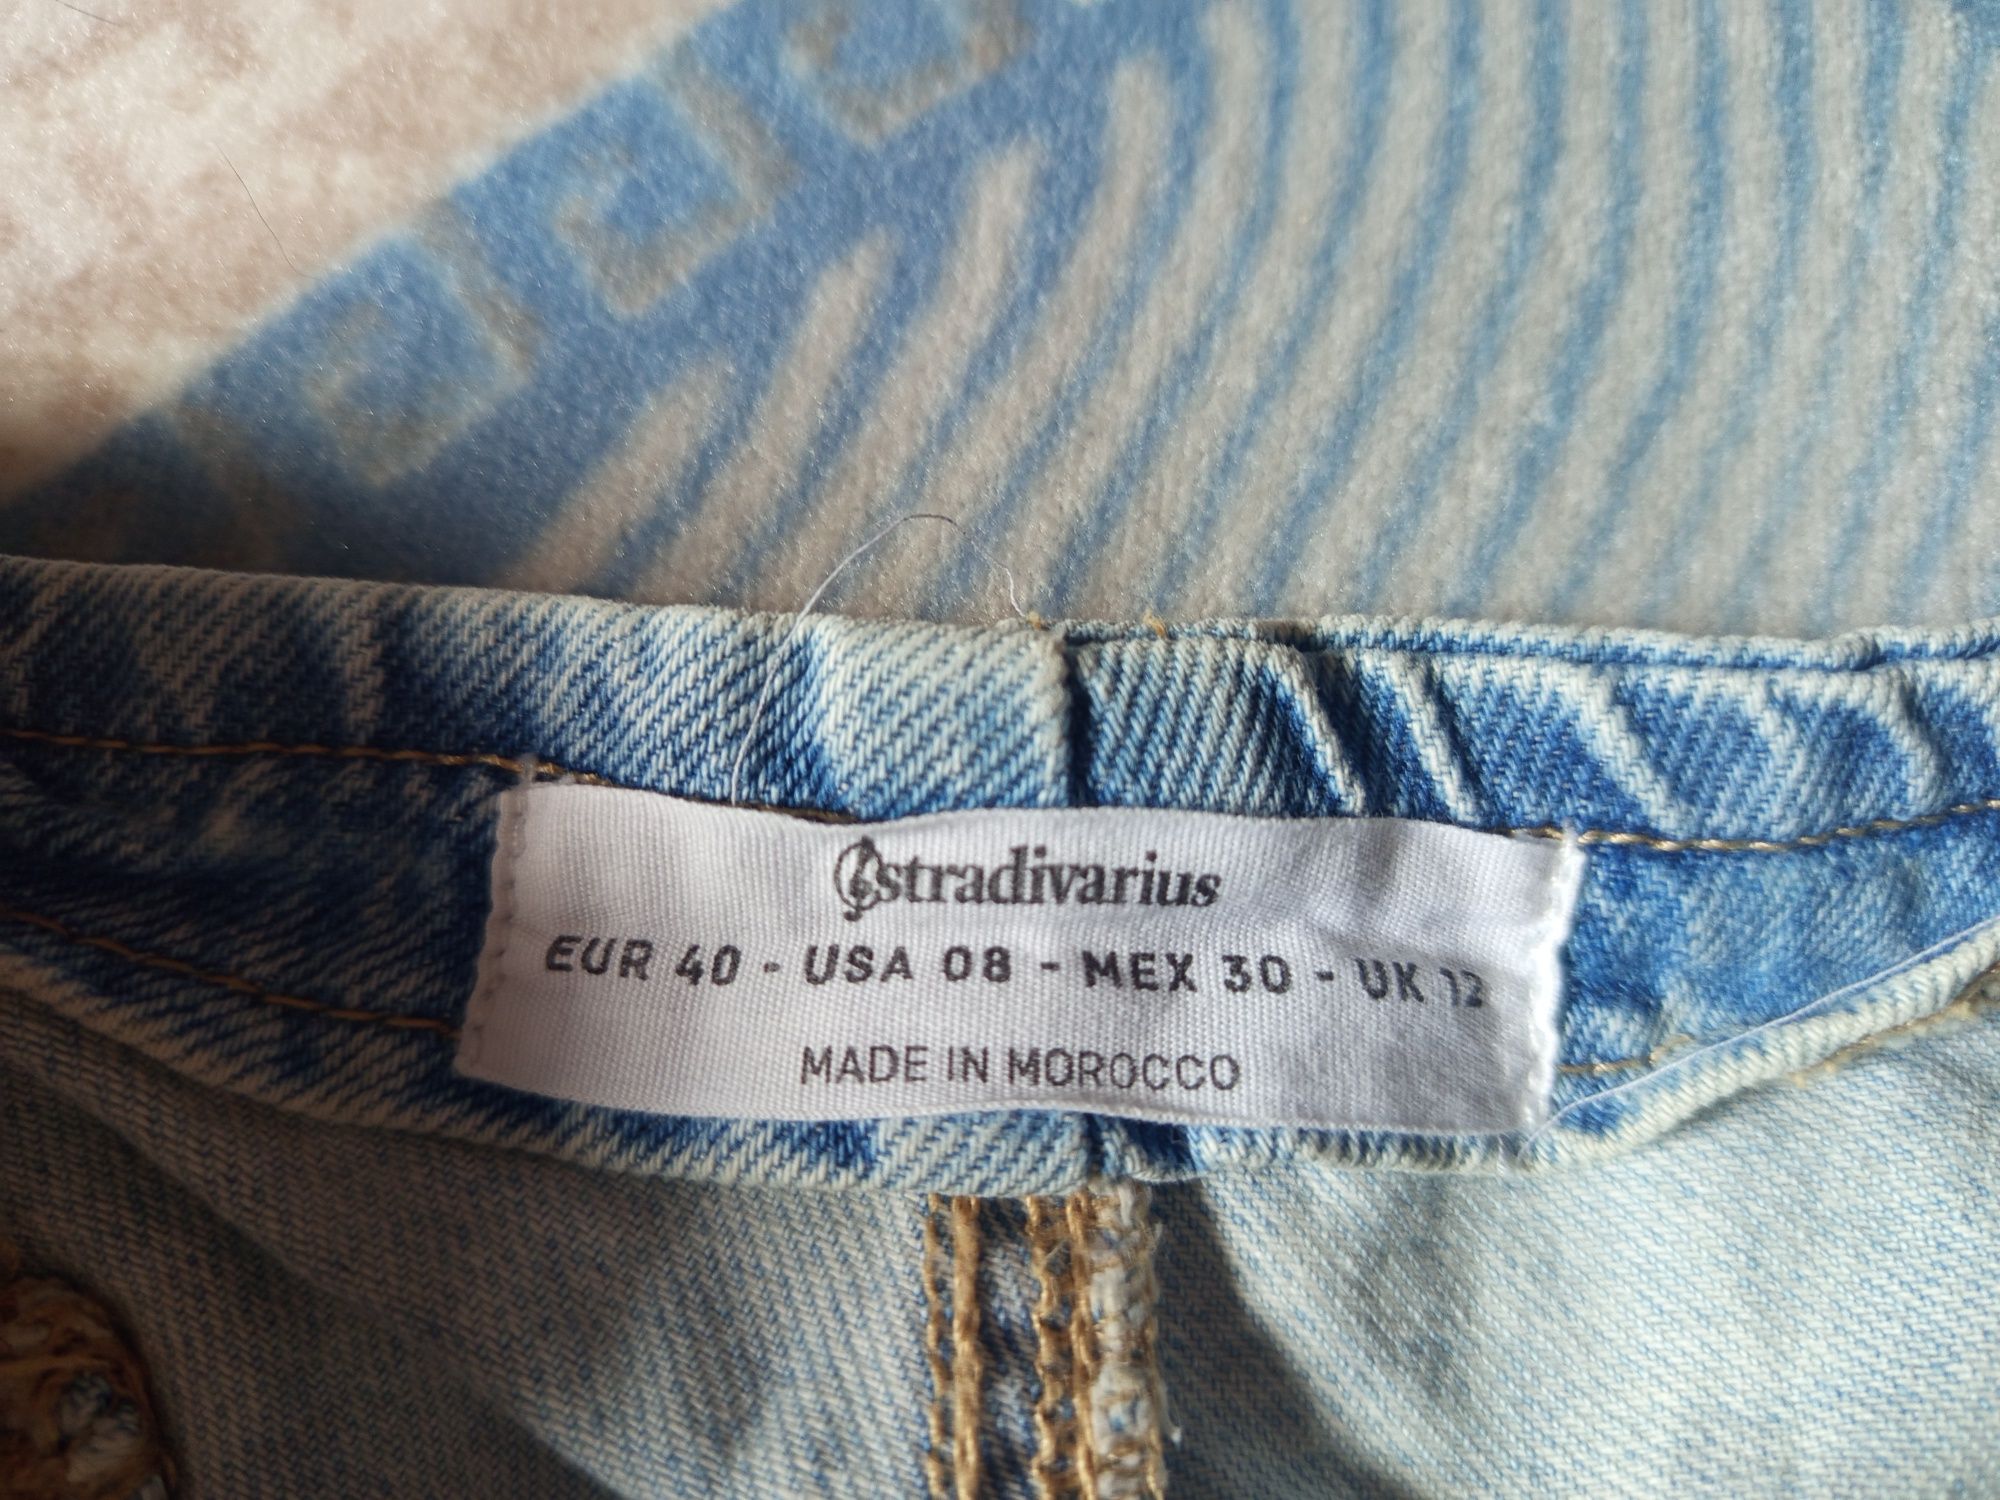 stradivarius
EUR 40 - USA 08 - MEX 30 - UK 12
MADE IN MOROCCO